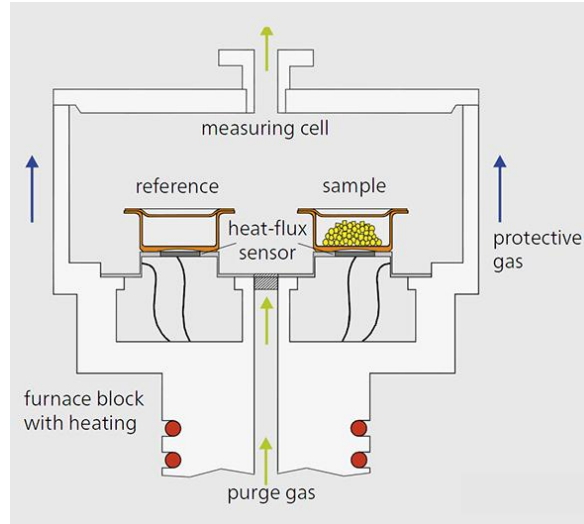 measuring cell
reference
sample
heat-flux
sensor
protective
gas
furnace block
with heating
purge gas